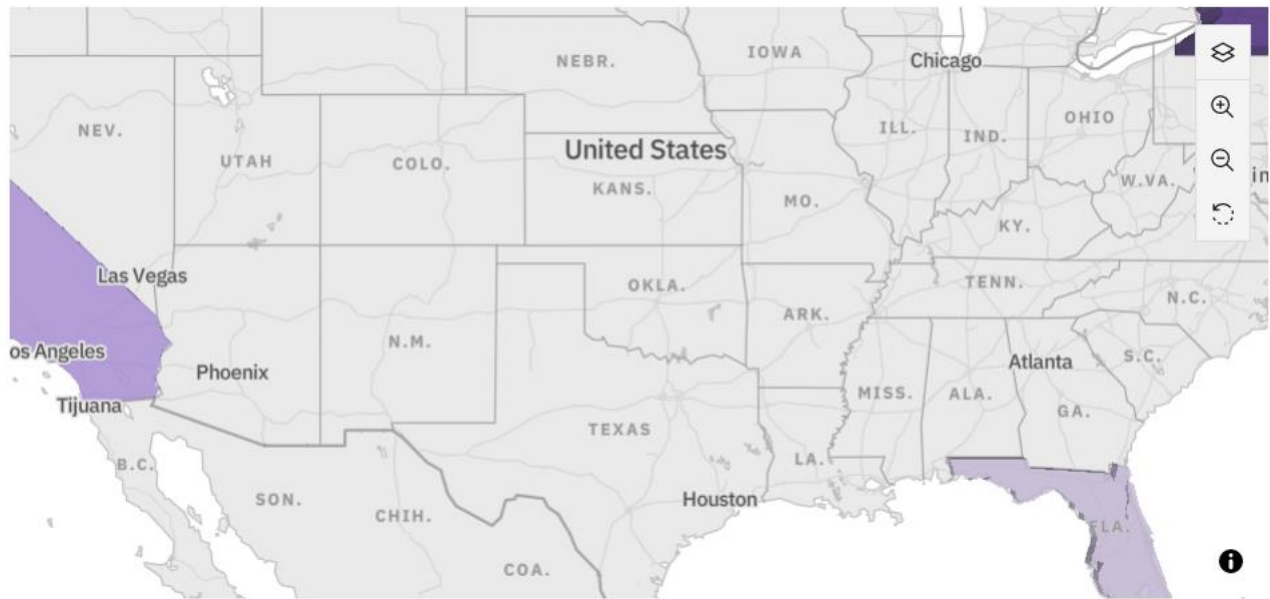 NEBR.
IOWA
Chicago
NEV.
UTAH
COLO.
United States
KANS.
MO.
ILL.
IND.
OHIO
W.VA.
in
KY.
Las Vegas
OKLA.
ARK.
TENN.
N.C.
os Angeles
Phoenix
N.M.
Atlanta
S.C.
Tijuana
MISS.
ALA.
GA.
TEXAS
B.C.
LA.
SON.
CHIH.
Houston
FLA.
COA.
i